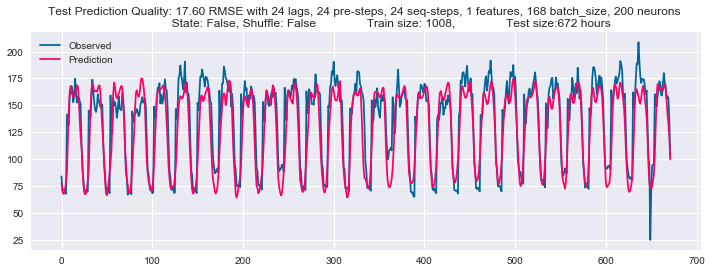 Test Prediction Quality: 17.60 RMSE with 24 lags, 24 pre-steps, 24 seq-steps, 1 features, 168 batch_size, 200 neurons
State: False, Shuffle: False Train size: 1008, Test size:672 hours
Observed
Prediction
200
175
150
125
100
75
50
25
0 100 200 300 400 500 600 700